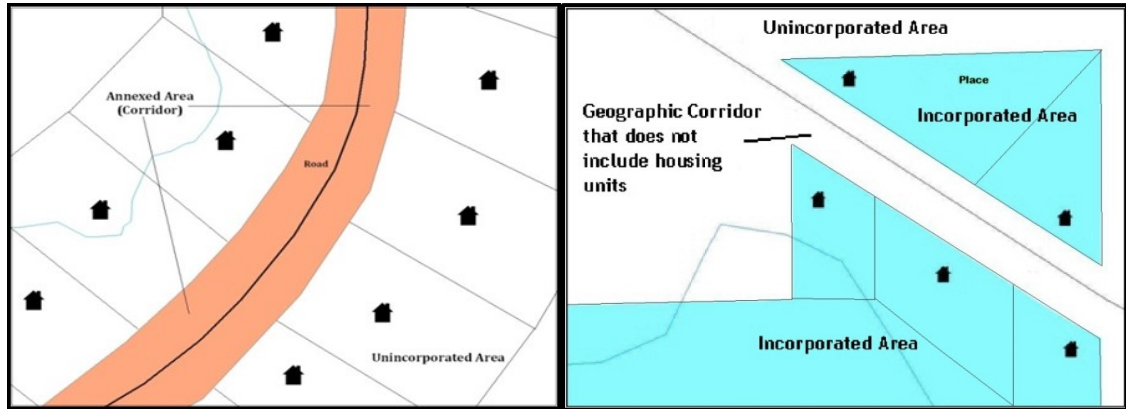 Annexed Area
(Corridor)
Road
Unincorporated Area
Unincorporated Area
Place
Incorporated Area
Geographic Corridor
that does not
include housing
units
Incorporated Area